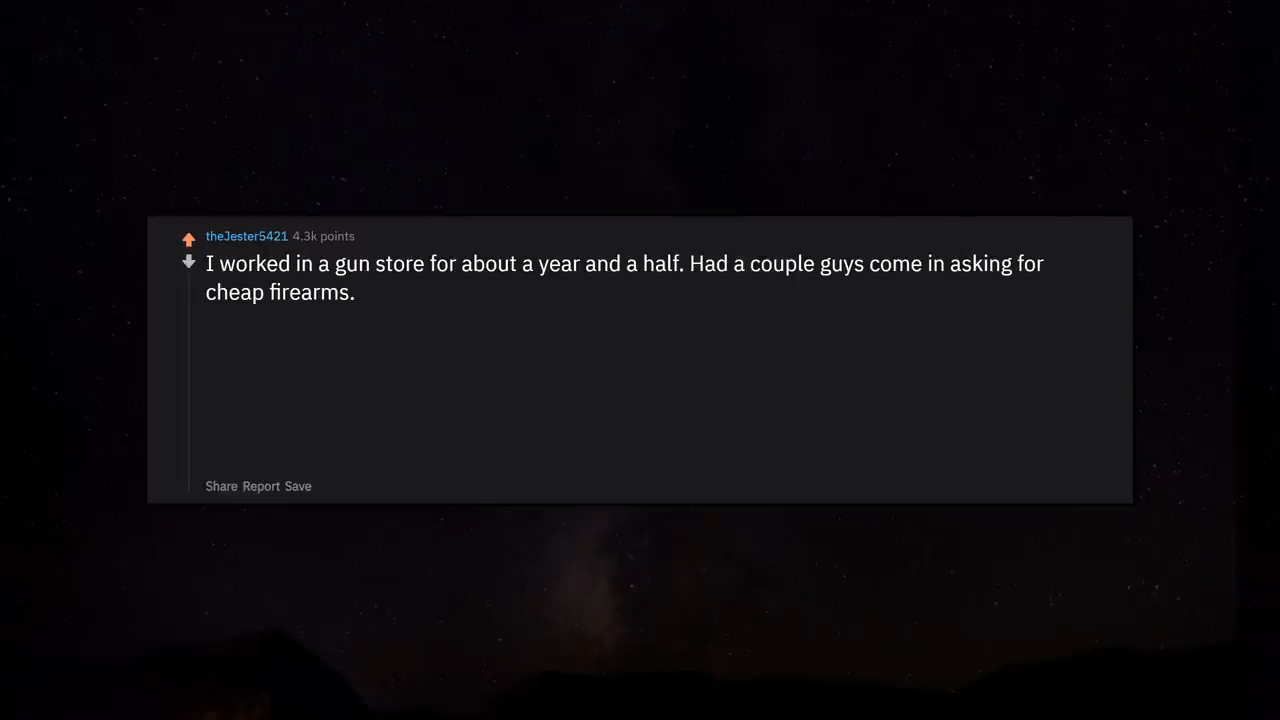 theJester5421 4.3k points
I worked in a gun store for about a year and a half. Had a couple guys come in asking for
cheap firearms.
Share Report Save